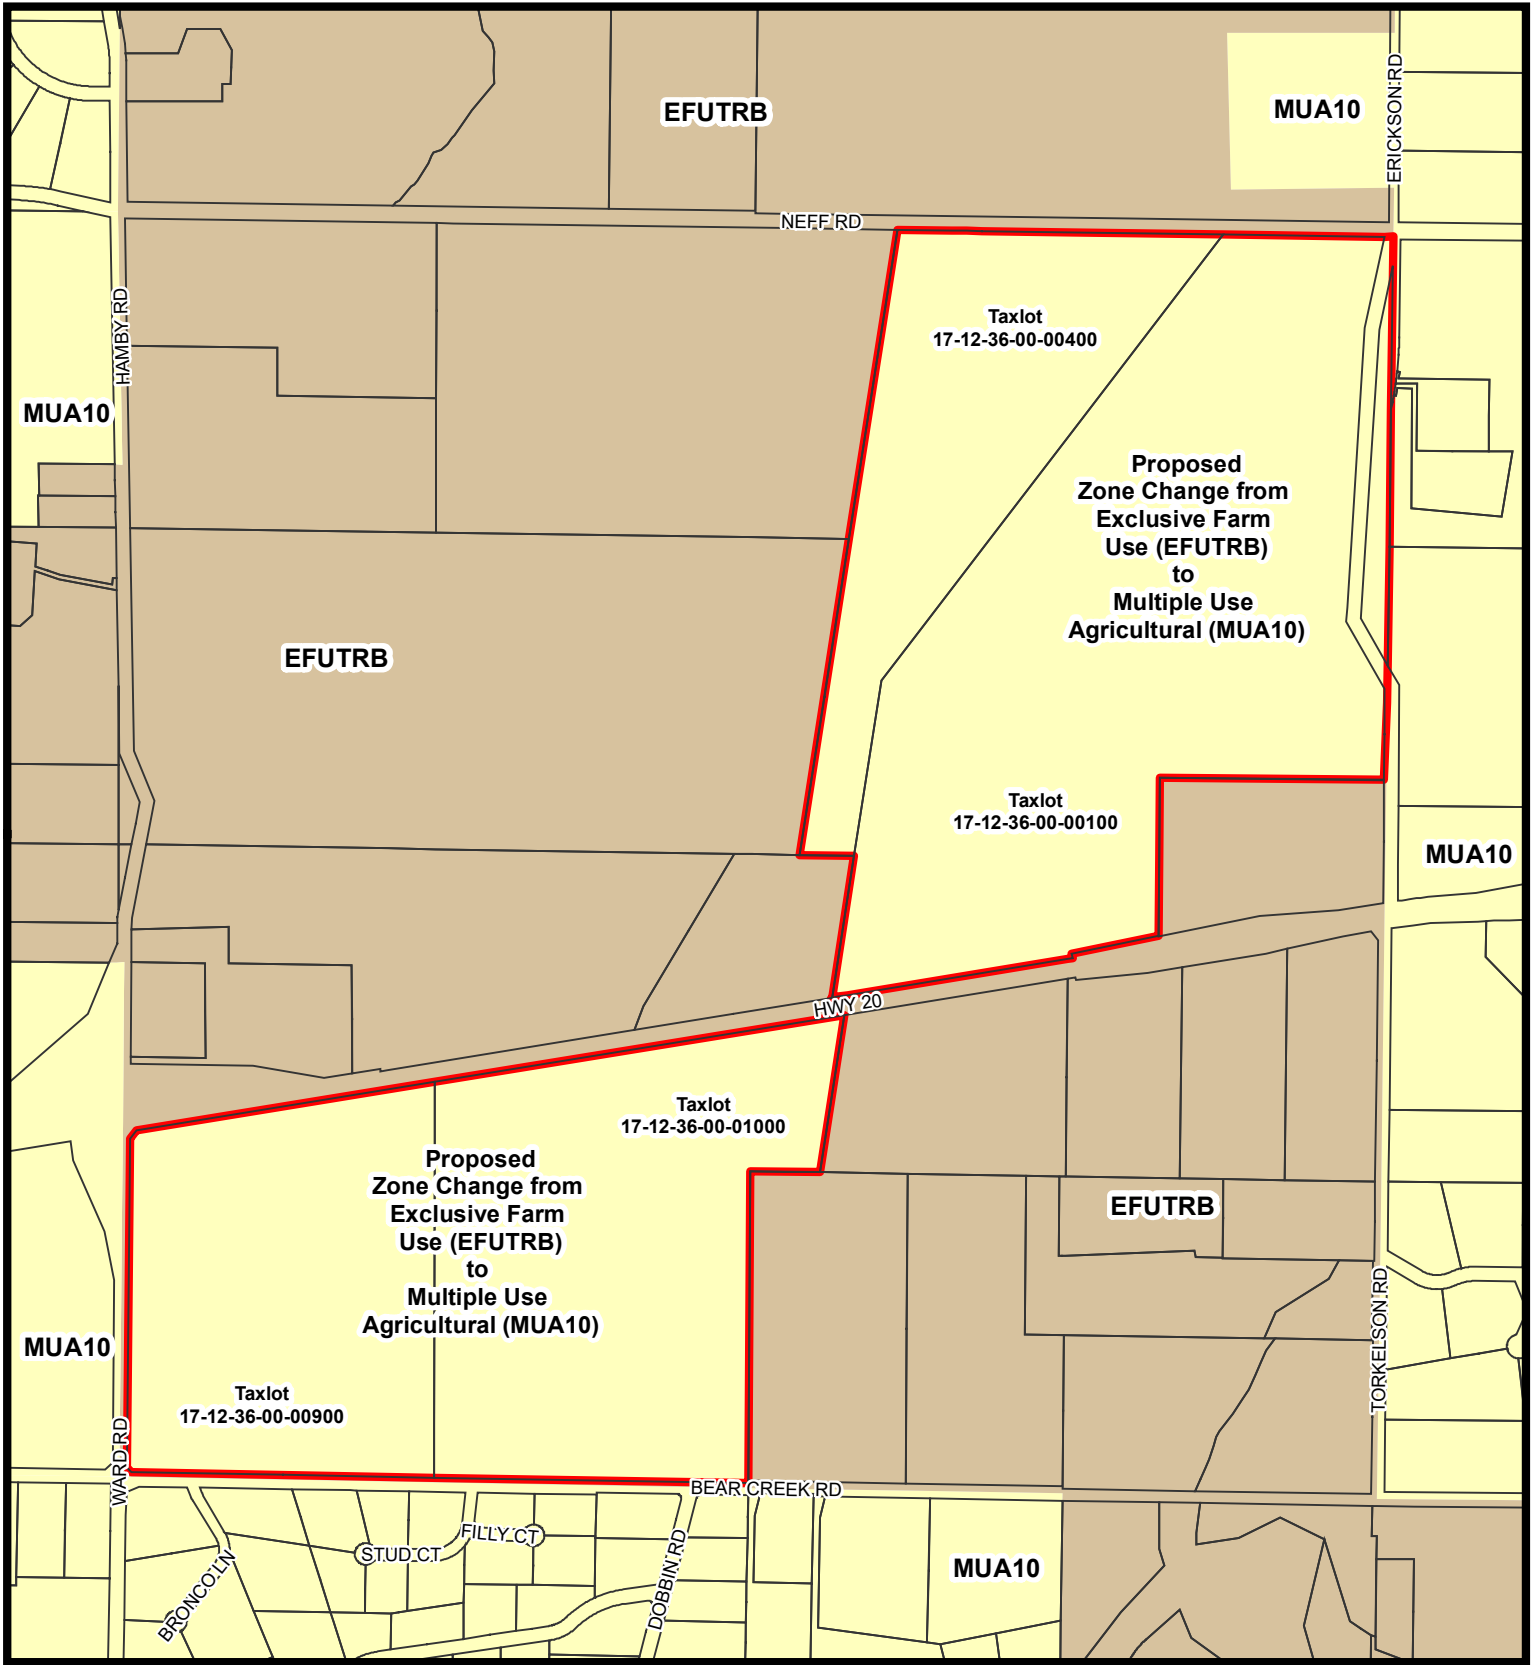 EFUTRB
MUA10
ERICKSON RD
NEFF RD
HAMBY RD
Taxlot
17-12-36-00-00400
MUA10
Proposed
Zone Change from
Exclusive Farm
Use (EFUTRB)
to
Multiple Use
Agricultural (MUA10)
EFUTRB
Taxlot
17-12-36-00-00100
MUA10
HWY 20
Taxlot
17-12-36-00-01000
Proposed
Zone Change from
Exclusive Farm
Use (EFUTRB)
to
Multiple Use
Agricultural (MUA10)
EFUTRB
MUA10
TORKELSON RD
Taxlot
17-12-36-00-00900
WARD RD
BEAR CREEK RD
FILLY CT
STUD CT
BRONCO LN
DOBBIN RD
MUA10